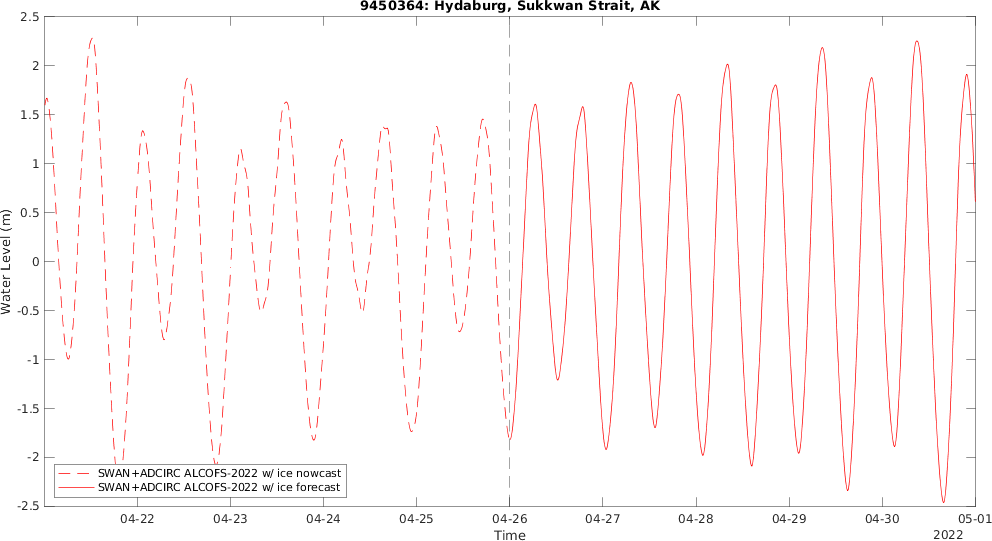 9450364: Hydaburg, Sukkwan Strait, AK
2.5
2
1.5
1
0.5
0
-0.5
-1
-1.5
-2
-2.5
Water Level (m)
SWAN+ADCIRC ALCOFS-2022 w/ ice nowcast
SWAN+ADCIRC ALCOFS-2022 w/ ice forecast
04-22 04-23 04-24 04-25 04-26 04-27 04-28 04-29 04-30 05-01
Time
2022